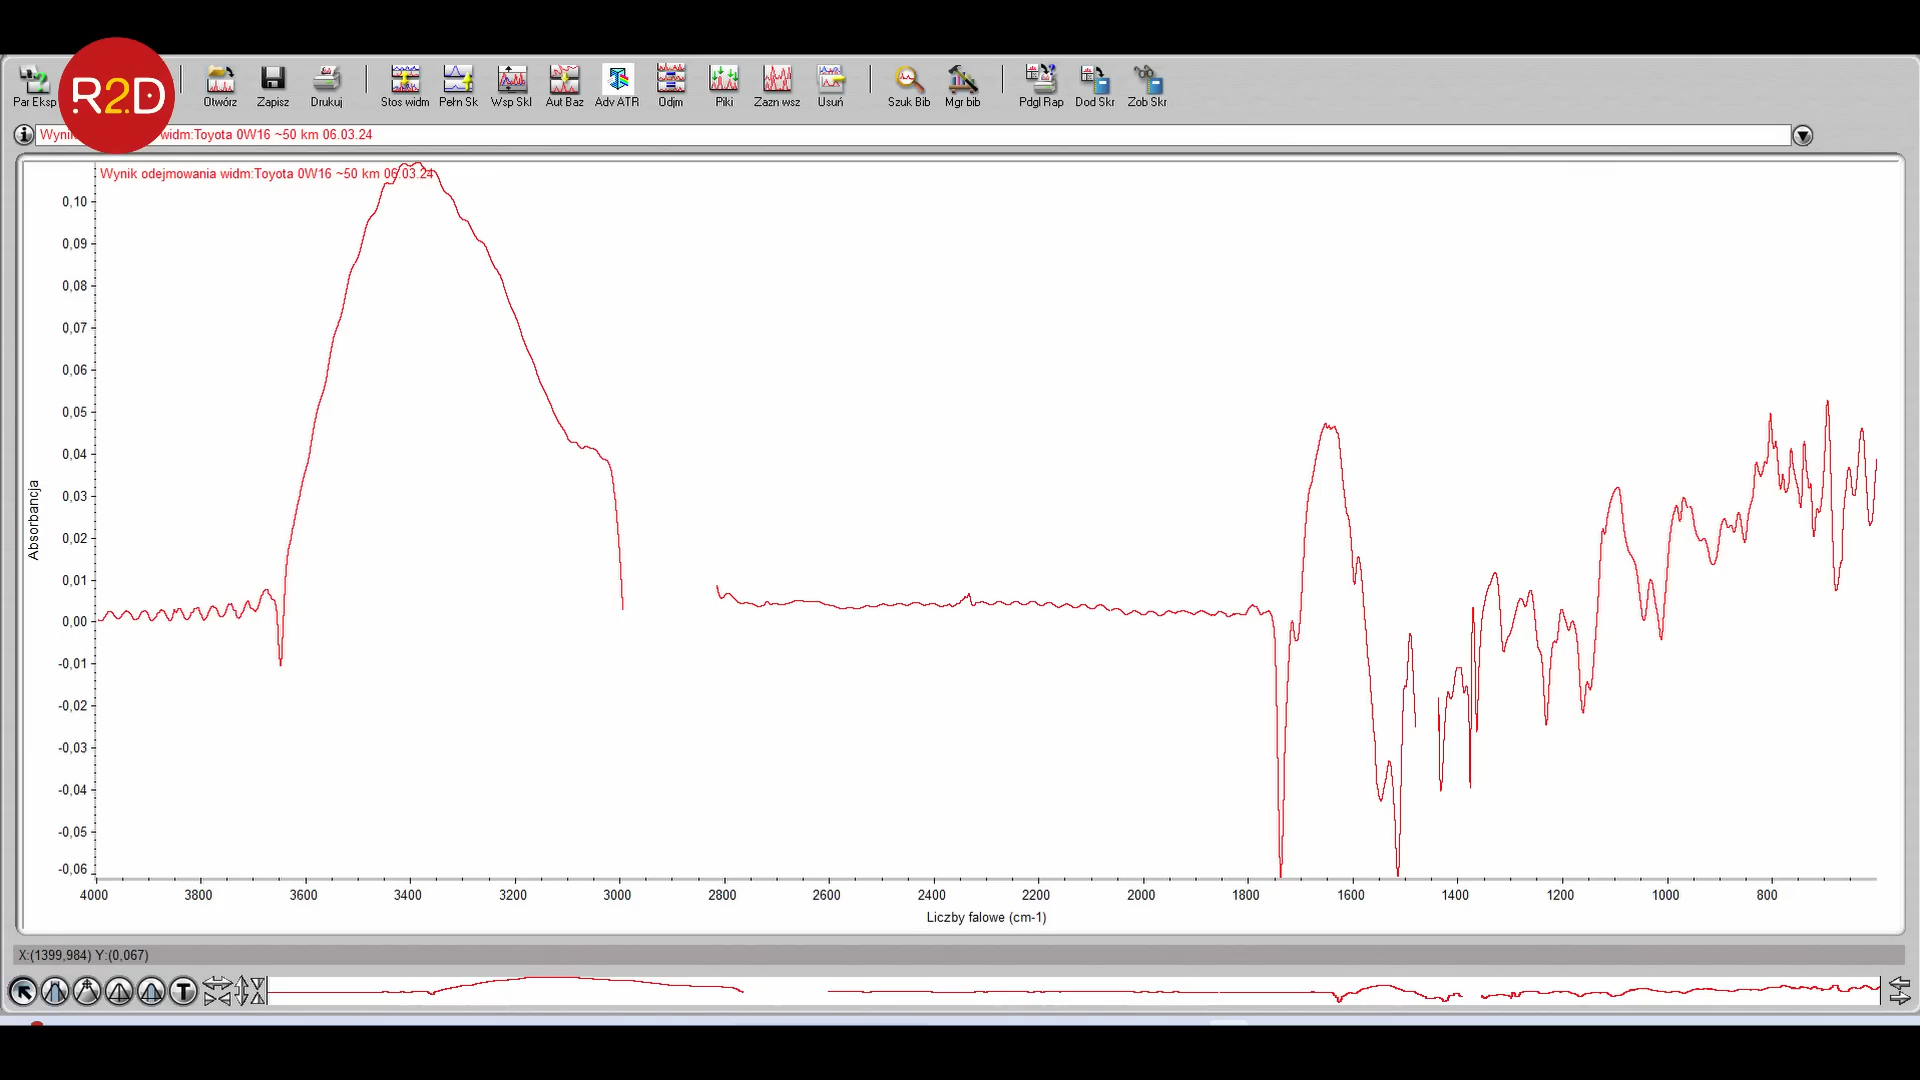 R2D
Par Eksp Otwórz Zapisz Drukuj Stos widm Pełn Sk Wsp Skl Aut Baz Adv ATR Odjm Piki Zazn wsz Usuń Szuk Bib Mgr bib Pdgl Rap Dod Skr Zob Skr
Wynik widm:Toyota 0W16 ~50 km 06.03.24
Wynik odejmowania widm:Toyota 0W16 ~50 km 06.03.24
0,10
0,09
0,08
0,07
0,06
0,05
0,04
0,03
0,02
0,01
0,00
-0,01
-0,02
-0,03
-0,04
-0,05
-0,06
Absorbancja
4000 3800 3600 3400 3200 3000 2800 2600 2400 2200 2000 1800 1600 1400 1200 1000 800
Liczby falowe (cm-1)
X:(1399,984) Y:(0,067)
T